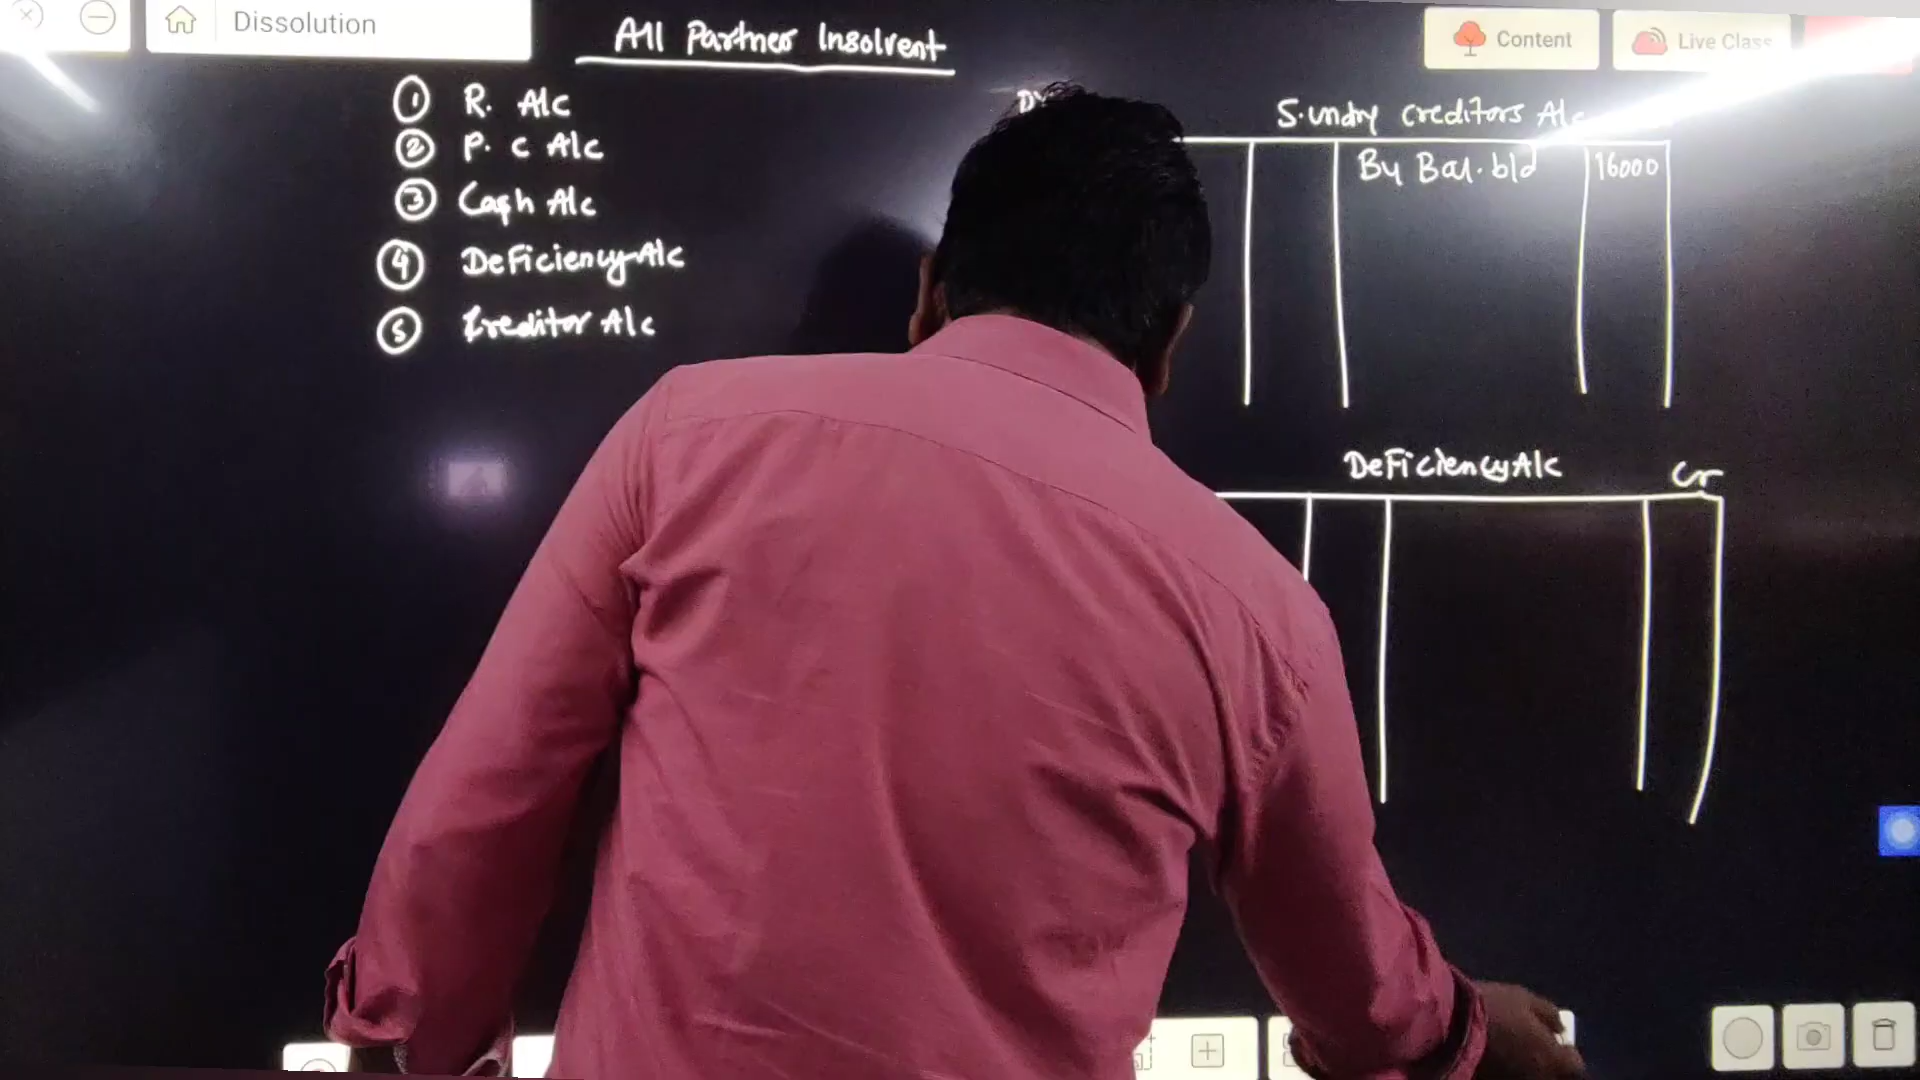 Dissolution
All Partner Insolvent
Content
Live Class
① R. A/c
② P. C A/c
③ Cash A/c
④ Deficiency A/c
⑤ Creditor A/c
Dr
Sundry Creditors A/c
By Bal. b/d 16000
Deficiency A/c Cr